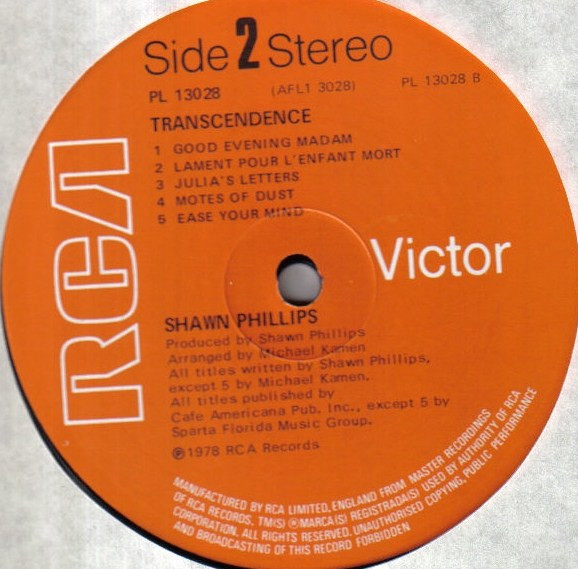 Side 2 Stereo
PL 13028 (AFL1 3028) PL 13028 B
TRANSCENDENCE
1 GOOD EVENING MADAM
2 LAMENT POUR L'ENFANT MORT
3 JULIA'S LETTERS
4 MOTES OF DUST
5 EASE YOUR MIND
RCA
Victor
SHAWN PHILLIPS
Produced by Shawn Phillips
Arranged by Michael Kamen
All titles written by Shawn Phillips,
except 5 by Michael Kamen.
All titles published by
Cafe Americana Pub. Inc., except 5 by
Sparta Florida Music Group.
℗1978 RCA Records
MANUFACTURED BY RCA LIMITED, ENGLAND FROM MASTER RECORDINGS
OF RCA RECORDS. TM(S) ® MARCA(S) REGISTRADA(S) USED BY AUTHORITY OF RCA
CORPORATION. ALL RIGHTS RESERVED. UNAUTHORISED COPYING, PUBLIC PERFORMANCE
AND BROADCASTING OF THIS RECORD FORBIDDEN